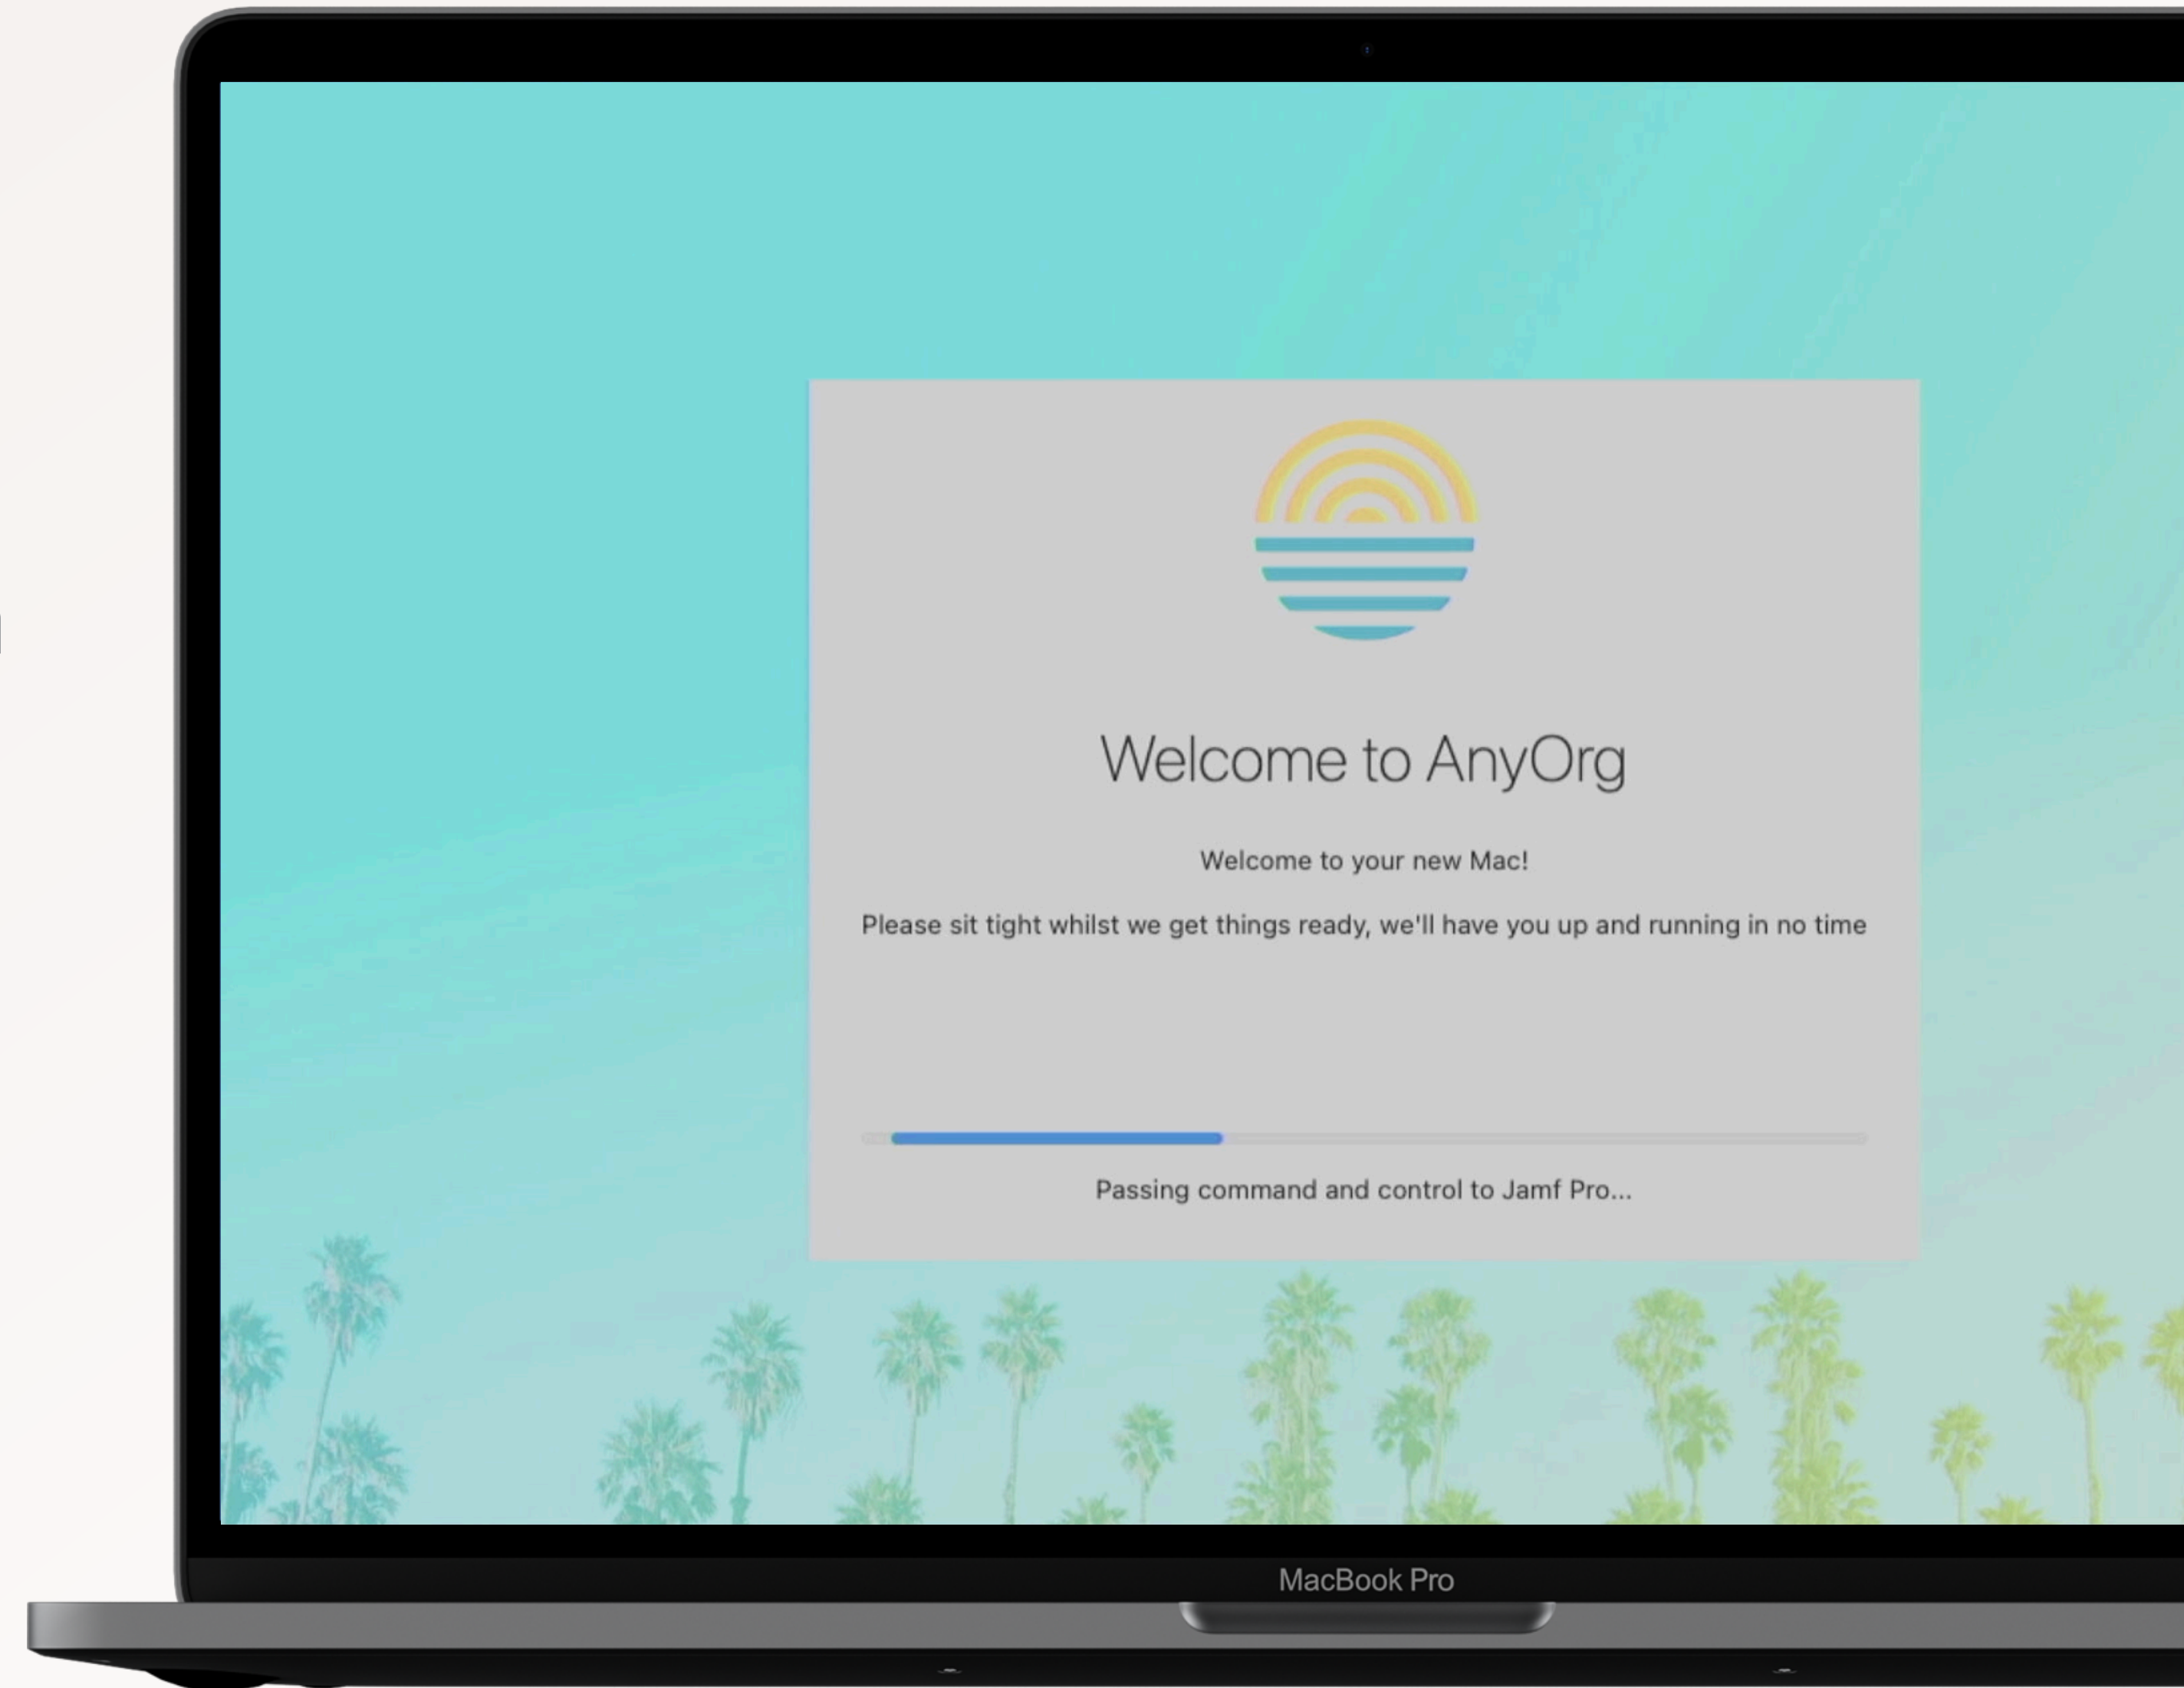 Welcome to AnyOrg
Welcome to your new Mac!
Please sit tight whilst we get things ready, we'll have you up and running in no time
Passing command and control to Jamf Pro...
MacBook Pro